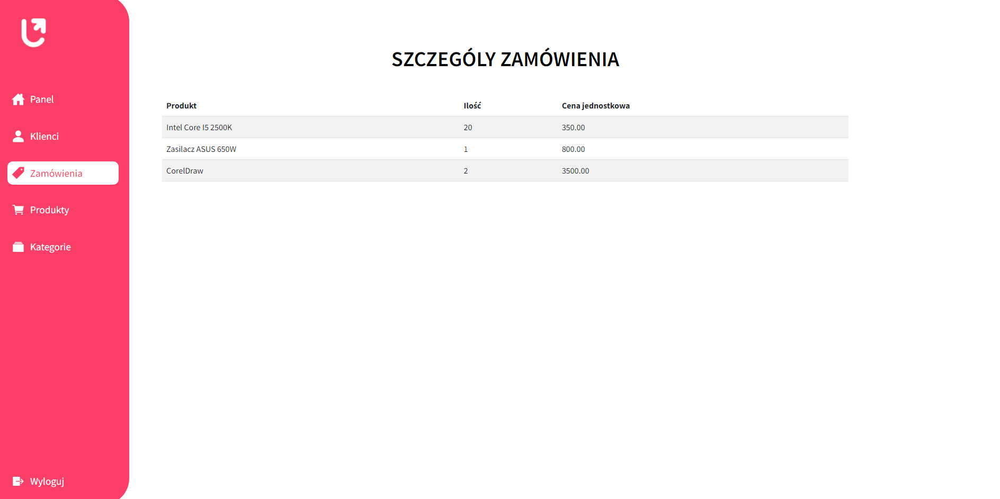 Panel
Klienci
Zamówienia
Produkty
Kategorie
Wyloguj
SZCZEGÓLY ZAMÓWIENIA
Produkt Ilość Cena jednostkowa
Intel Core I5 2500K 20 350.00
Zasilacz ASUS 650W 1 800.00
CorelDraw 2 3500.00